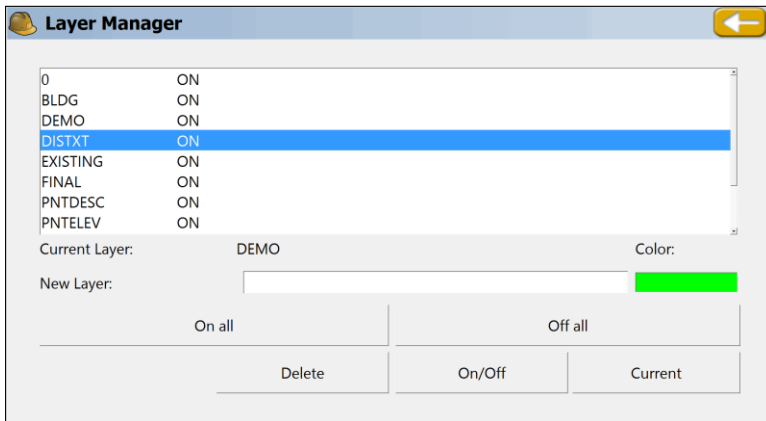 Layer Manager
0 ON
BLDG ON
DEMO ON
DISTXT ON
EXISTING ON
FINAL ON
PNTDESC ON
PNTELEV ON
Current Layer: DEMO Color:
New Layer:
On all Off all
Delete On/Off Current